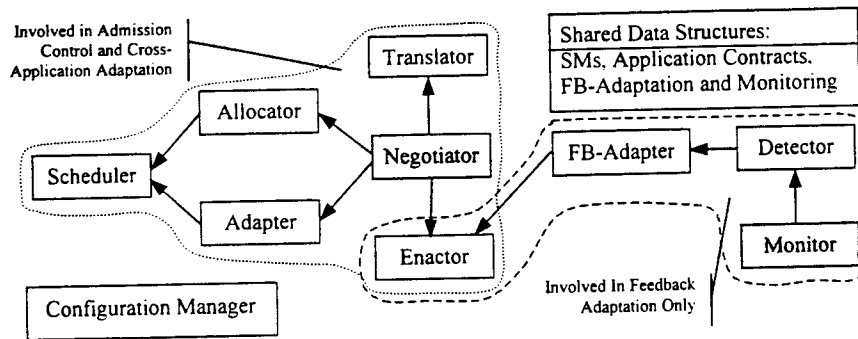 Involved in Admission
Control and Cross-
Application Adaptation
Translator
Shared Data Structures:
SMs, Application Contracts,
FB-Adaptation and Monitoring
Allocator
Scheduler
Negotiator
FB-Adapter
Detector
Adapter
Enactor
Monitor
Configuration Manager
Involved In Feedback
Adaptation Only